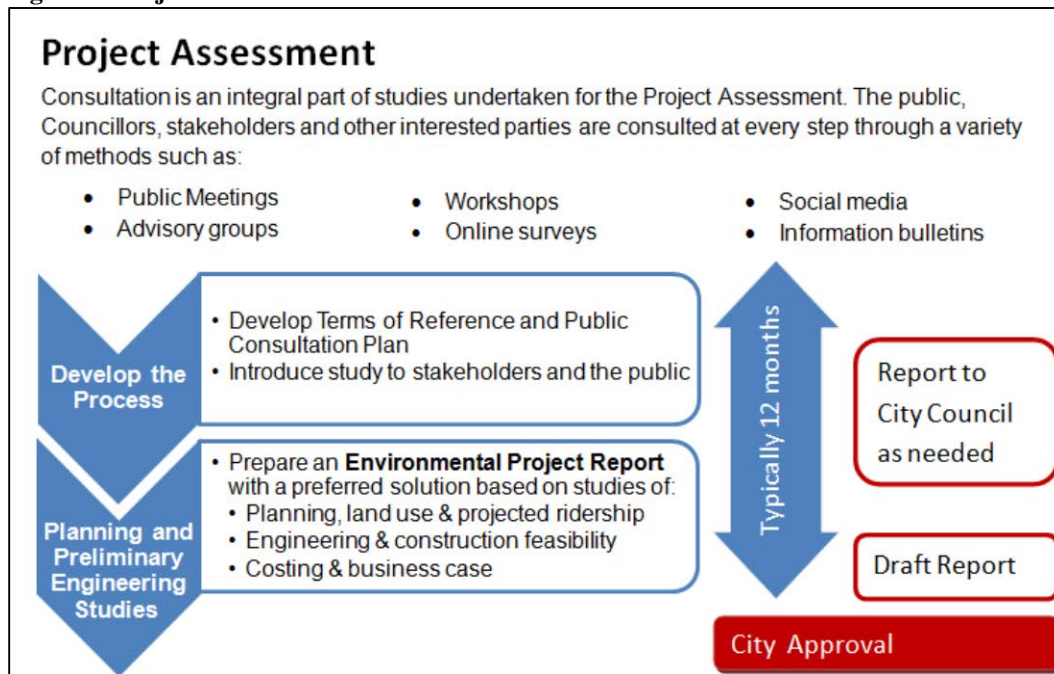 Project Assessment
Consultation is an integral part of studies undertaken for the Project Assessment. The public,
Councillors, stakeholders and other interested parties are consulted at every step through a variety
of methods such as:
• Public Meetings
• Advisory groups
• Workshops
• Online surveys
• Social media
• Information bulletins
Develop the
Process
• Develop Terms of Reference and Public
Consultation Plan
• Introduce study to stakeholders and the public
Planning and
Preliminary
Engineering
Studies
• Prepare an Environmental Project Report
with a preferred solution based on studies of:
• Planning, land use & projected ridership
• Engineering & construction feasibility
• Costing & business case
Typically 12 months
Report to
City Council
as needed
Draft Report
City Approval